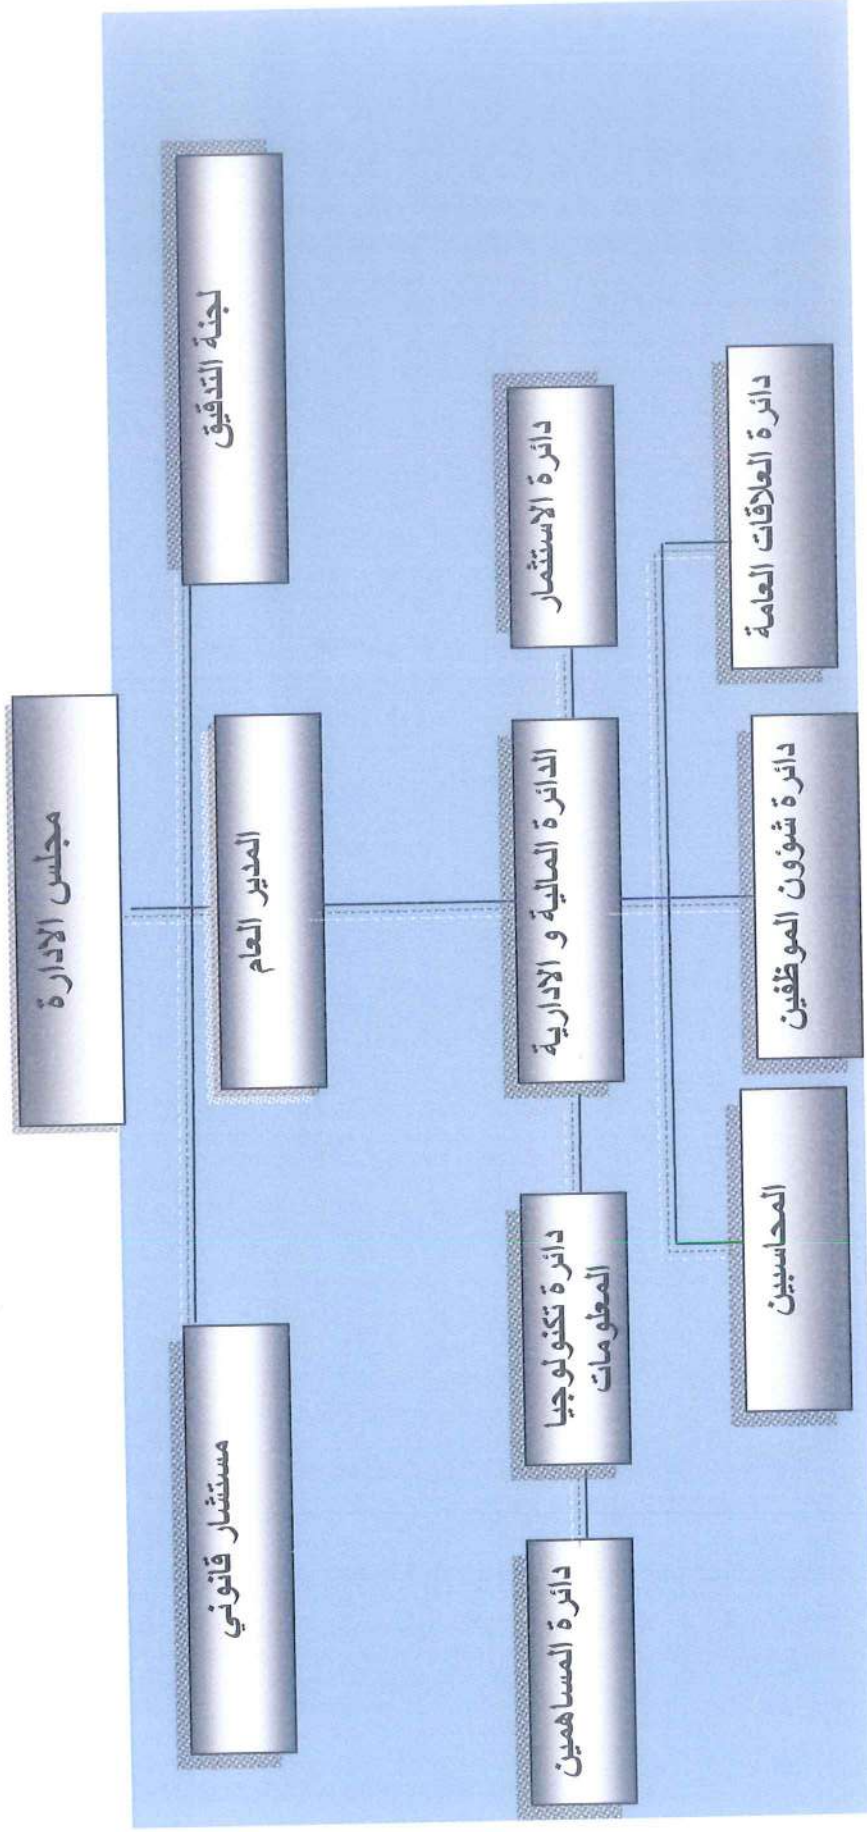 مجلس الادارة
لجنة التدقيق
المدير العام
مستشار قانوني
دائرة الاستثمار
الدائرة المالية و الادارية
دائرة تكنولوجيا
المعلومات
دائرة المساهمين
دائرة العلاقات العامة
دائرة شؤون الموظفين
المحاسبين